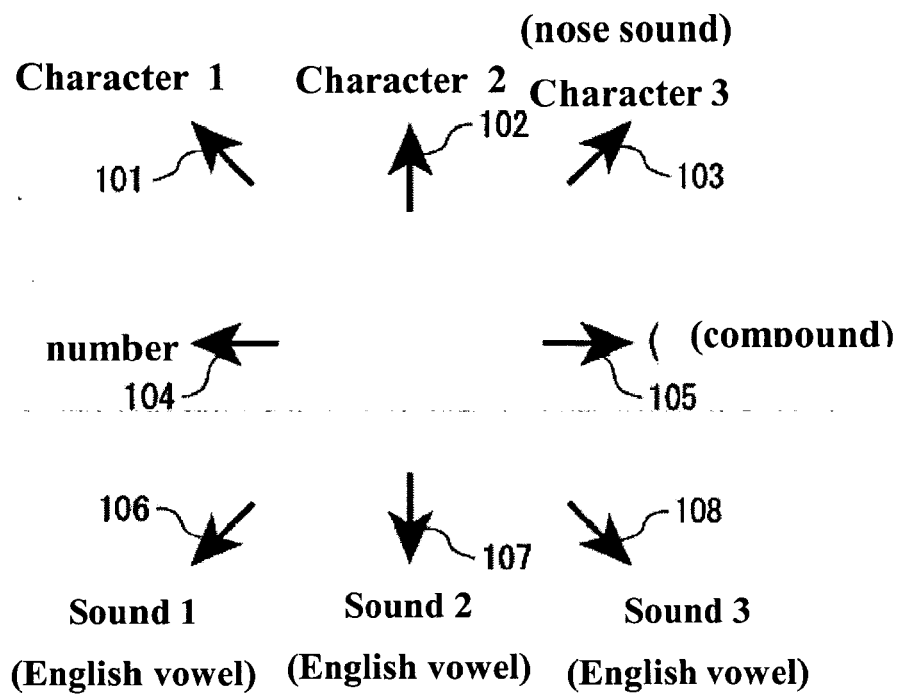 (nose sound)
Character 1 Character 2 Character 3
101 102 103
number ( (compound)
104 105
106 107 108
Sound 1 Sound 2 Sound 3
(English vowel) (English vowel) (English vowel)